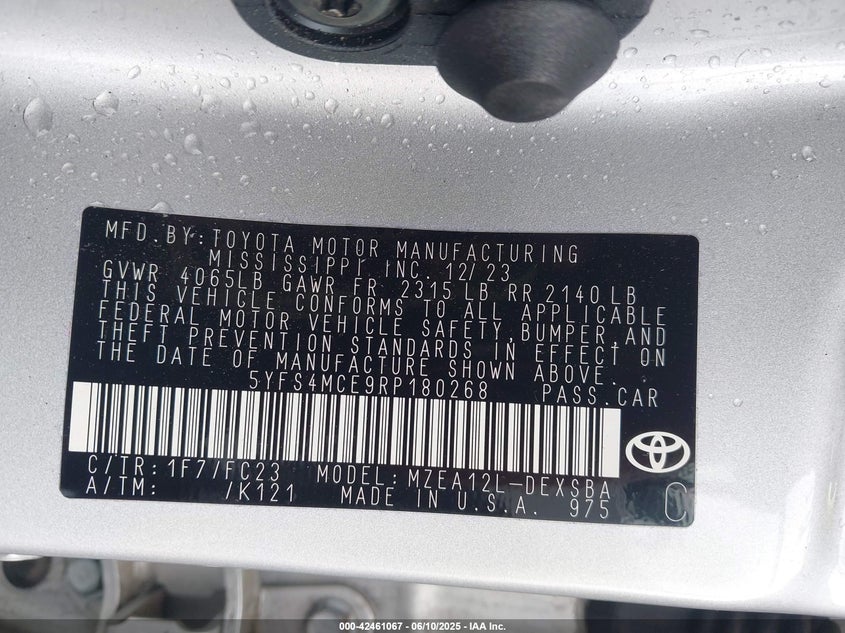 MFD.BY:TOYOTA MOTOR MANUFACTURING
MISSISSIPPI INC. 12/23
GVWR 4065LB GAWR FR 2315 LB RR 2140 LB
THIS VEHICLE CONFORMS TO ALL APPLICABLE
FEDERAL MOTOR VEHICLE SAFETY,BUMPER,AND
THEFT PREVENTION STANDARDS IN EFFECT ON
THE DATE OF MANUFACTURE SHOWN ABOVE.
5YFS4MCE9RP180268 PASS.CAR
C/TR:1F7/FC23 MODEL:MZEA12L-DEXSBA
A/TM: /K121 MADE IN U.S.A. 975
000-42461067 - 06/10/2025 - IAA Inc.